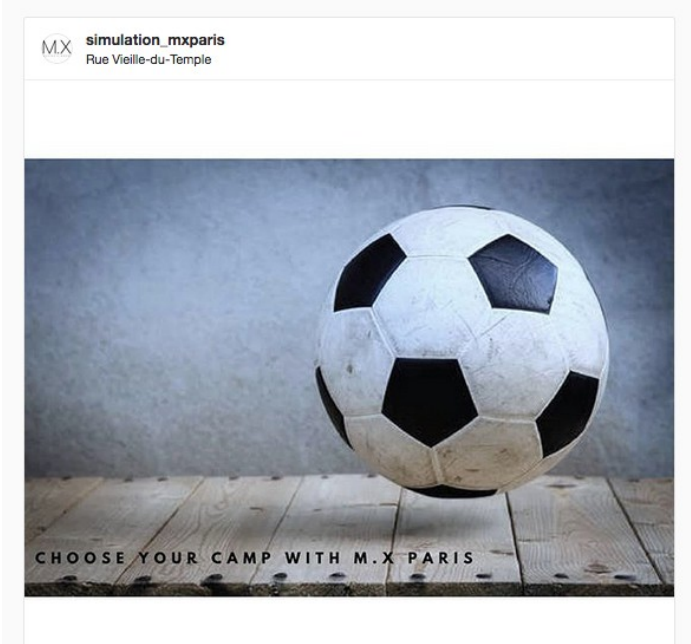 M.X
simulation_mxparis
Rue Vieille-du-Temple
CHOOSE YOUR CAMP WITH M.X PARIS